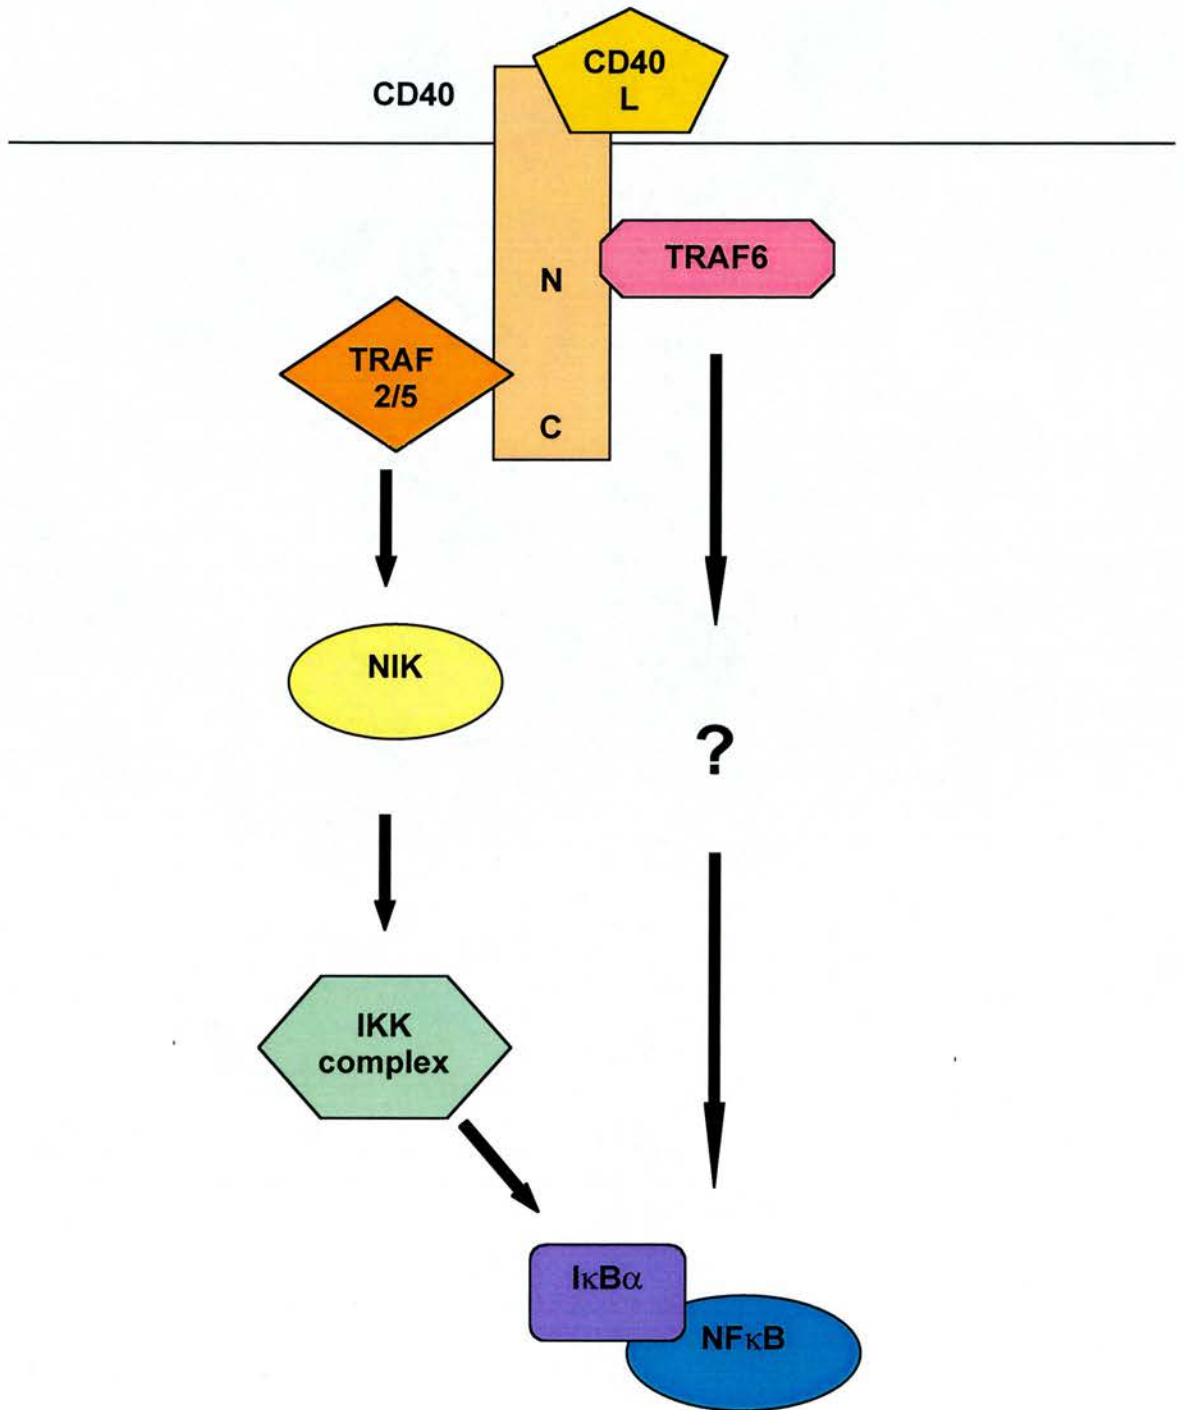 CD40
L
CD40
TRAF6
N
TRAF
2/5
C
NIK
?
IKK
complex
IκBα
NFκB